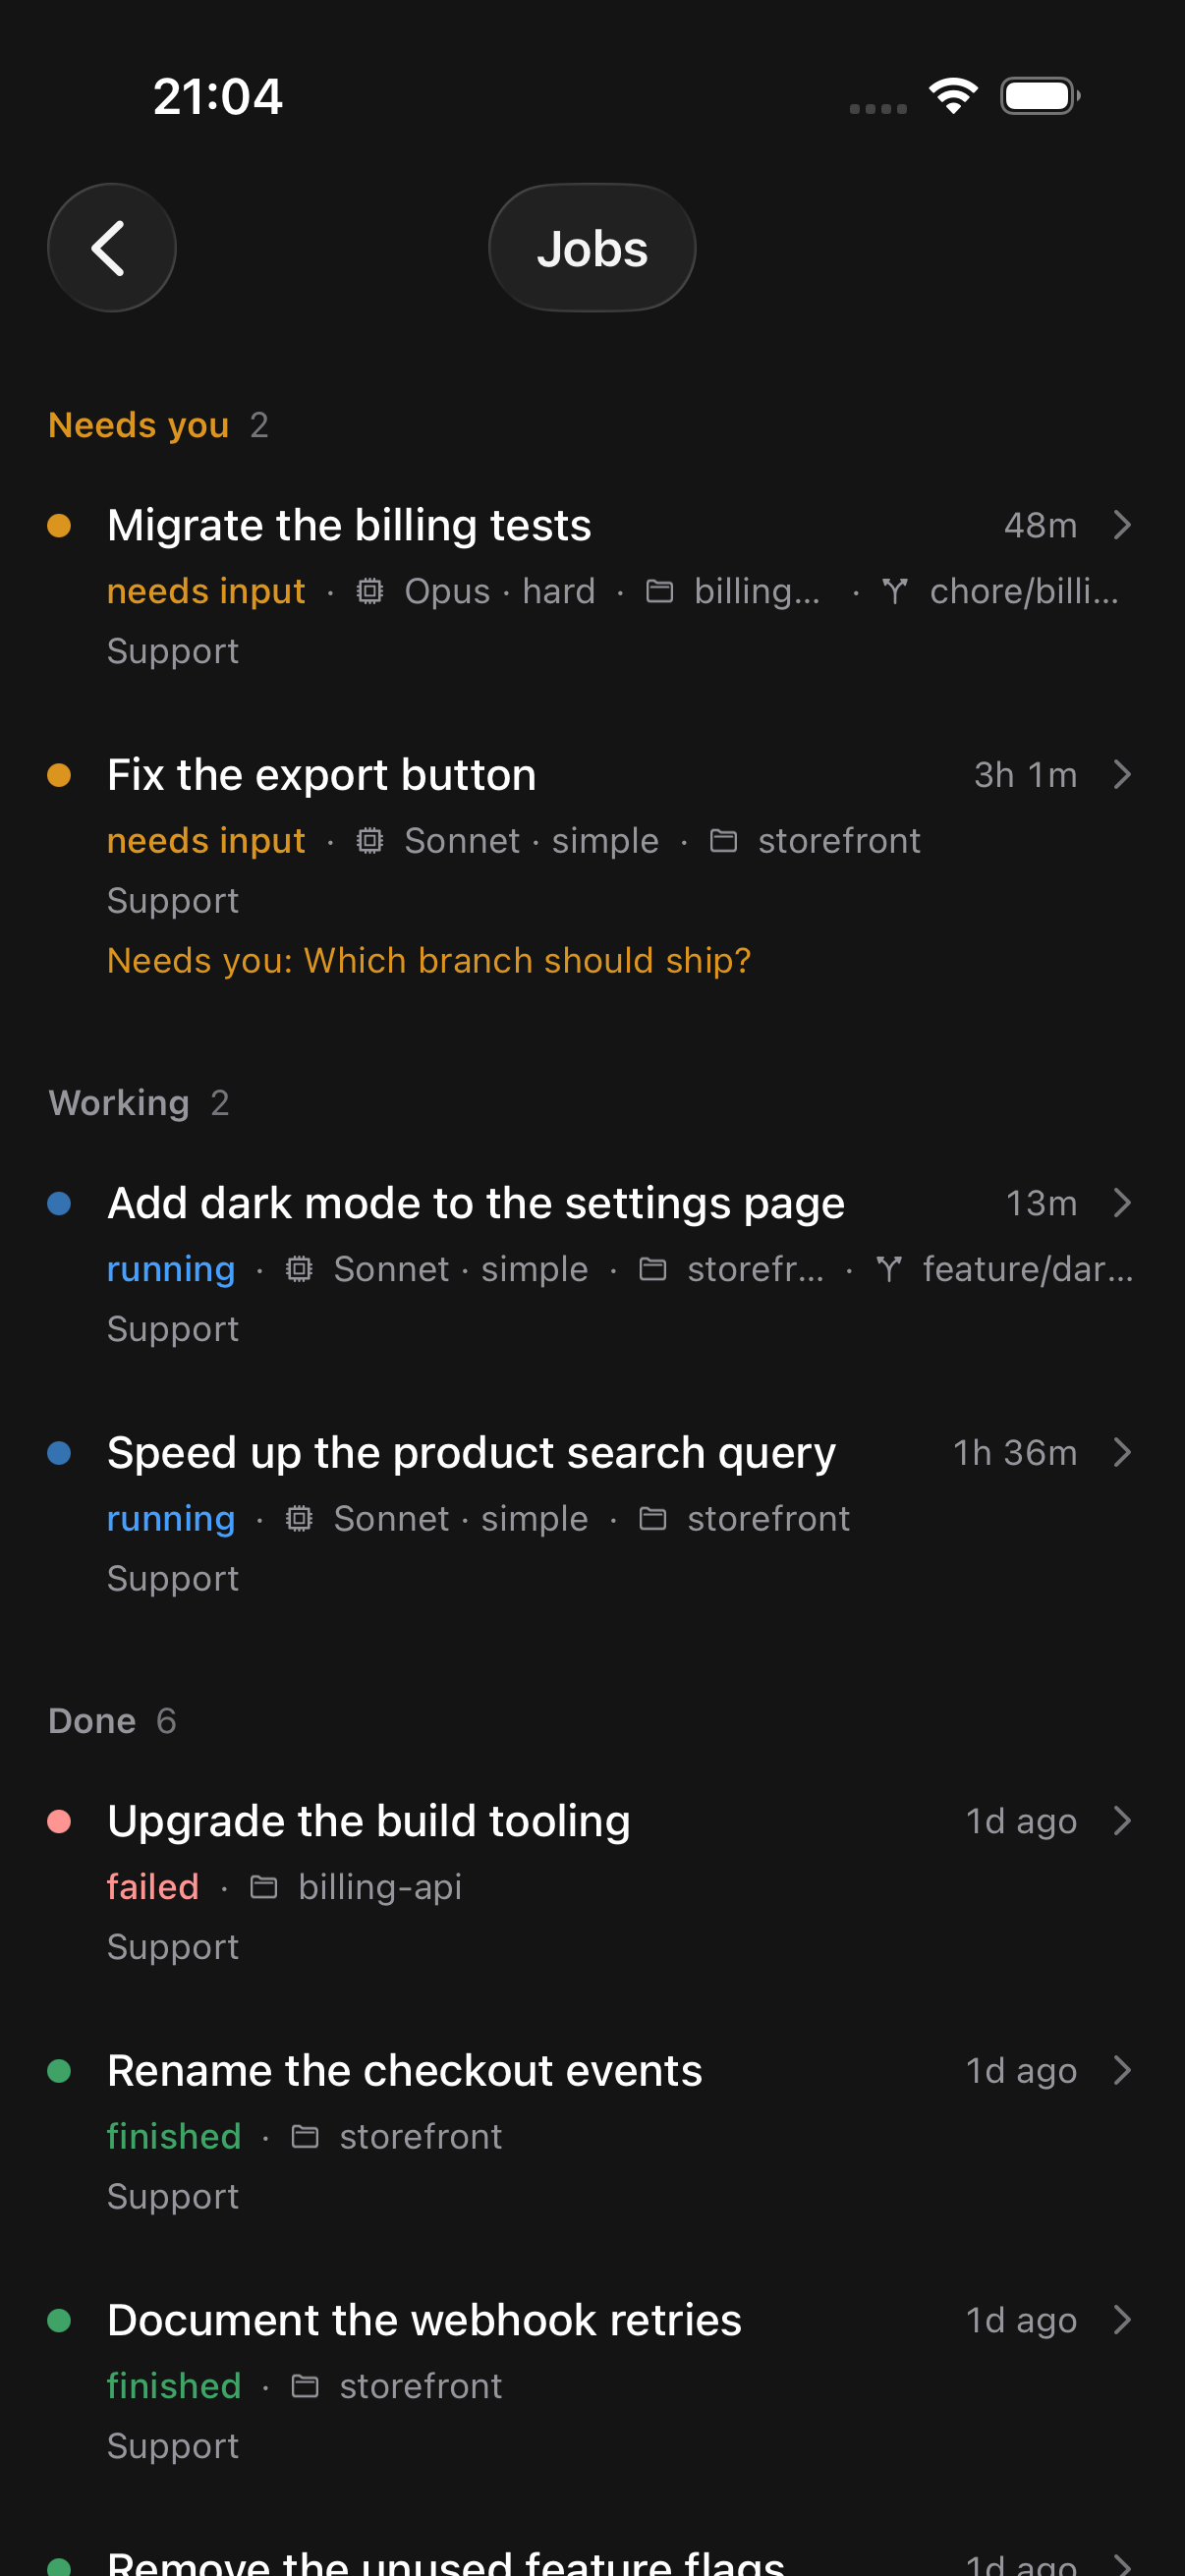 21:04
Jobs
Needs you 2
Migrate the billing tests 48m
needs input · Opus · hard · billing... · chore/billi...
Support
Fix the export button 3h 1m
needs input · Sonnet · simple · storefront
Support
Needs you: Which branch should ship?
Working 2
Add dark mode to the settings page 13m
running · Sonnet · simple · storefr... · feature/dar...
Support
Speed up the product search query 1h 36m
running · Sonnet · simple · storefront
Support
Done 6
Upgrade the build tooling 1d ago
failed · billing-api
Support
Rename the checkout events 1d ago
finished · storefront
Support
Document the webhook retries 1d ago
finished · storefront
Support
Remove the unused feature flags 1d ago